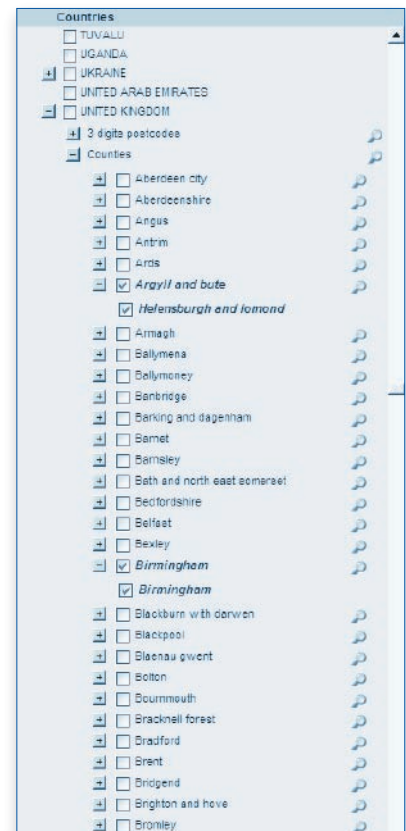 Countries
TUVALU
UGANDA
UKRAINE
UNITED ARAB EMIRATES
UNITED KINGDOM
3 digits postcodes
Counties
Aberdeen city
Aberdeenshire
Angus
Antrim
Ards
Argyll and bute
Helensburgh and lomond
Armagh
Ballymena
Ballymoney
Banbridge
Barking and dagenham
Barnet
Barnsley
Bath and north east somerset
Bedfordshire
Belfast
Bexley
Birmingham
Birmingham
Blackburn with darwen
Blackpool
Blaenau gwent
Bolton
Bournmouth
Bracknell forest
Bradford
Brent
Bridgend
Brighton and hove
Bromley